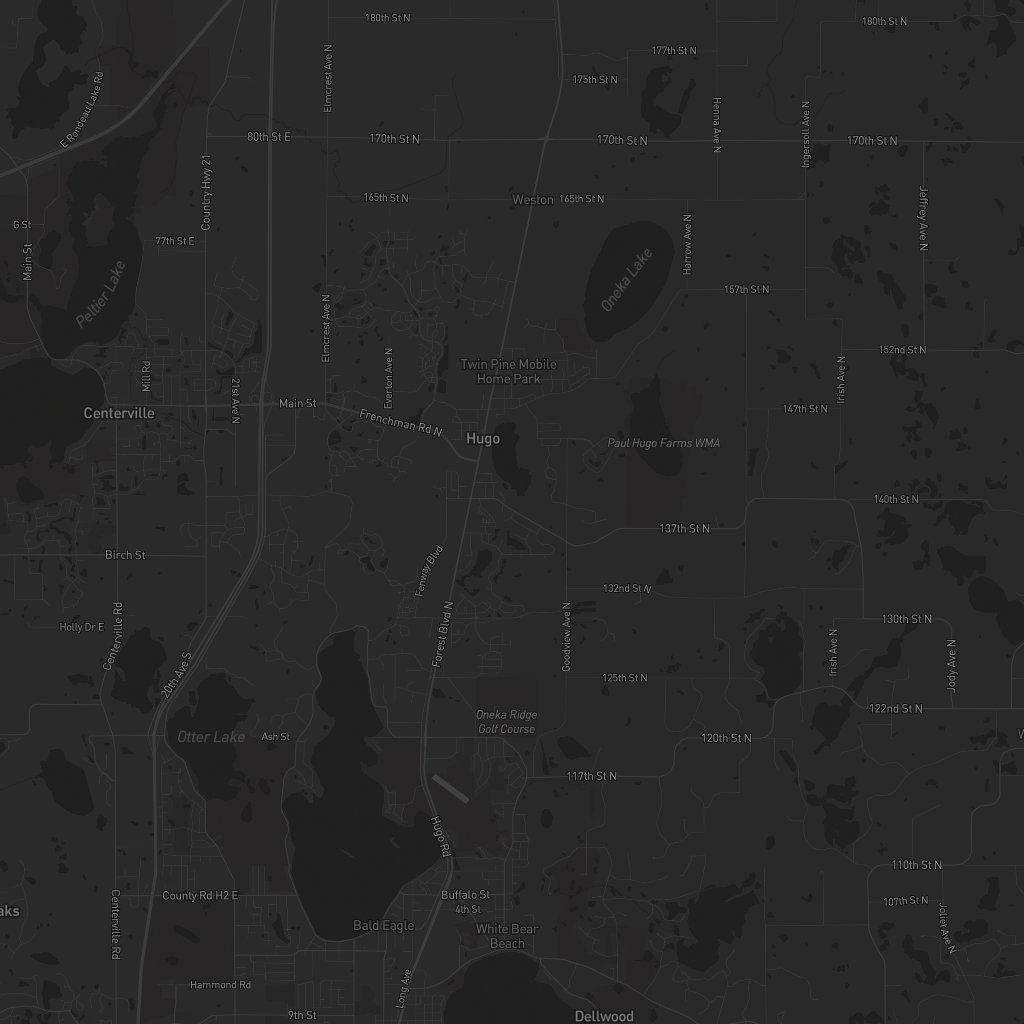 180th St N
180th St N
177th St N
175th St N
Elmcrest Ave N
E Rondeau Lake Rd
Henna Ave N
Ingersoll Ave N
80th St E
170th St N
170th St N
170th St N
Country Hwy 21
165th St N
Weston
165th St N
Jeffrey Ave N
G St
77th St E
Main St
Harrow Ave N
Peltier Lake
Oneka Lake
157th St N
Elmcrest Ave N
152nd St N
Twin Pine Mobile
Home Park
Mill Rd
21st Ave N
Everton Ave N
Irish Ave N
Centerville
Main St
Frenchman Rd N
147th St N
Hugo
Paul Hugo Farms WMA
140th St N
137th St N
Birch St
Fenway Blvd
132nd St N
Holly Dr E
Centerville Rd
Forest Blvd N
Goodview Ave N
130th St N
Irish Ave N
Jody Ave N
20th Ave S
125th St N
122nd St N
Oneka Ridge
Golf Course
Otter Lake
Ash St
120th St N
W
117th St N
Hugo Rd
110th St N
County Rd H2 E
Buffalo St
4th St
107th St N
aks
Centerville Rd
Bald Eagle
White Bear
Beach
Joliet Ave N
Hammond Rd
Long Ave
9th St
Dellwood